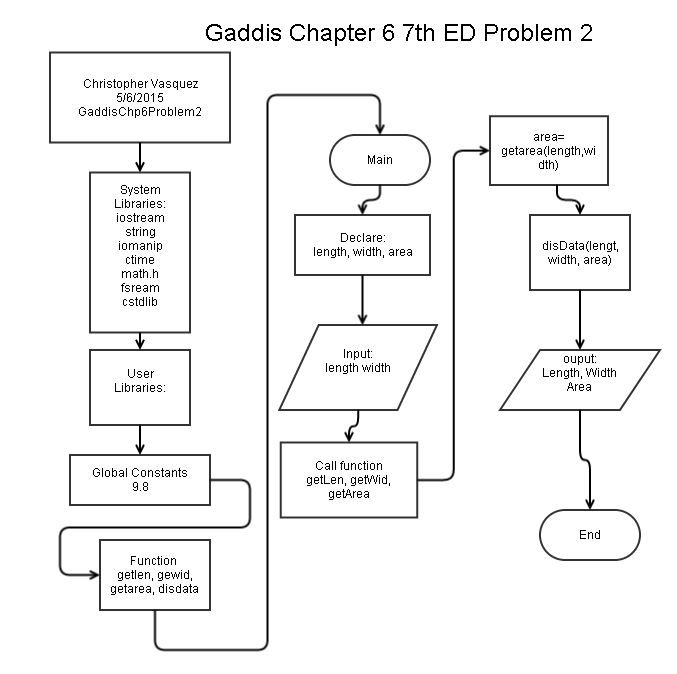 Gaddis Chapter 6 7th ED Problem 2
Christopher Vasquez
5/6/2015
GaddisChp6Problem2
System
Libraries:
iostream
string
iomanip
ctime
math.h
fsream
cstdlib
User
Libraries:
Global Constants
9.8
Function
getlen, gewid,
getarea, disdata
Main
Declare:
length, width, area
Input:
length width
Call function
getLen, getWid,
getArea
area=
getarea(length,wi
dth)
disData(lengt,
width, area)
ouput:
Length, Width
Area
End